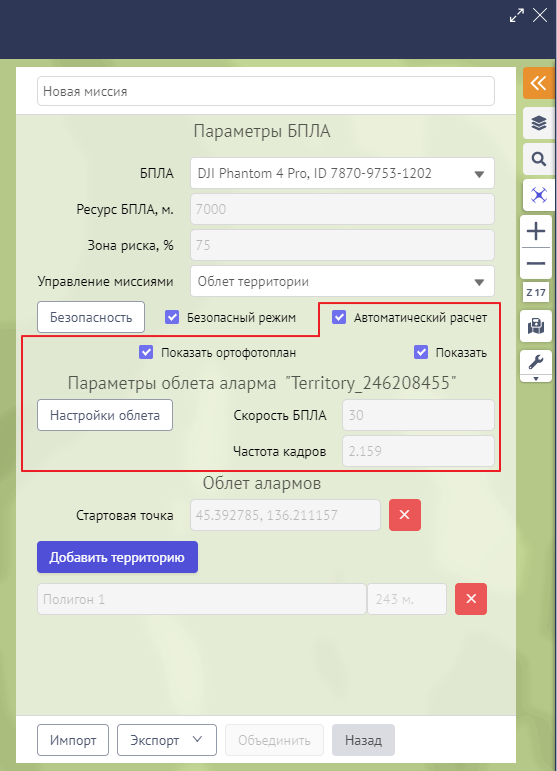 Новая миссия
Параметры БПЛА
БПЛА DJI Phantom 4 Pro, ID 7870-9753-1202
Ресурс БПЛА, м. 7000
Зона риска, % 75
Управление миссиями Облет территории
Безопасность Безопасный режим Автоматический расчет
Показать ортофотоплан Показать
Параметры облета аларма "Territory_246208455"
Настройки облета Скорость БПЛА 30
Частота кадров 2.159
Облет алармов
Стартовая точка 45.392785, 136.211157
Добавить территорию
Полигон 1 243 м.
Импорт Экспорт Объединить Назад
Z 17